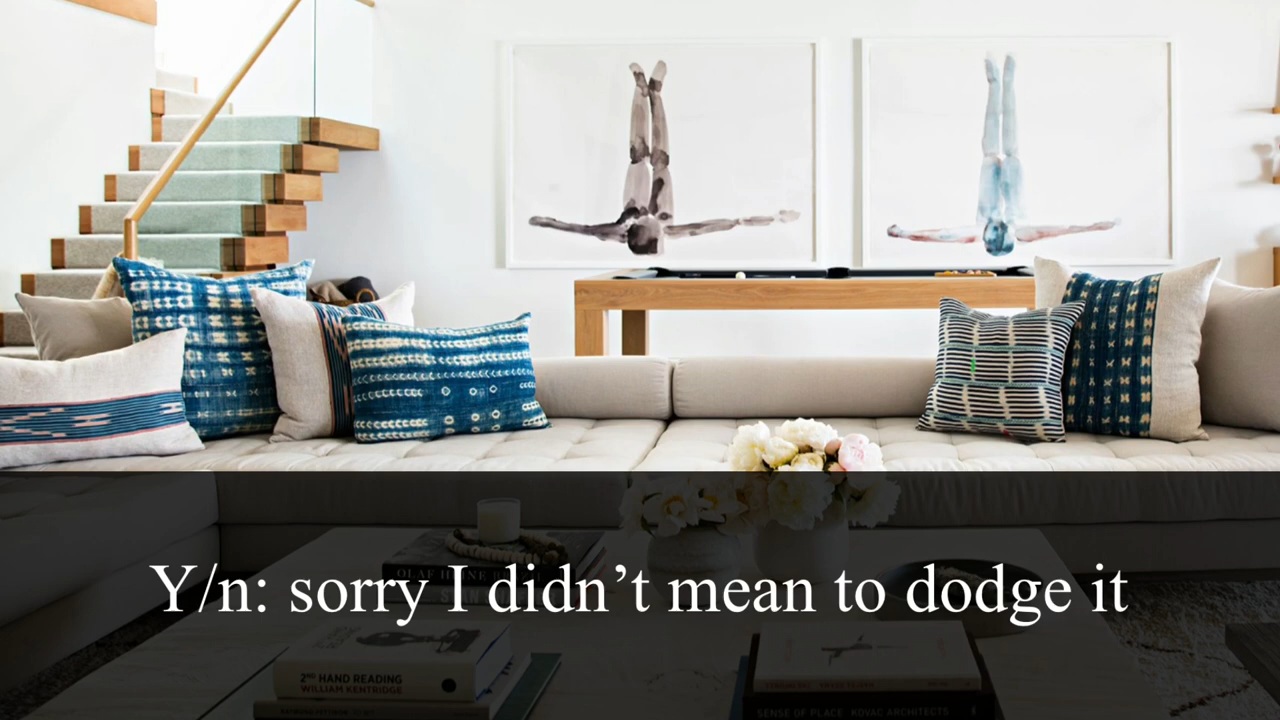 Y/n: sorry I didn’t mean to dodge it
2ND HAND READING
WILLIAM KENTRIDGE
SENSE OF PLACE KOVAC ARCHITECTS